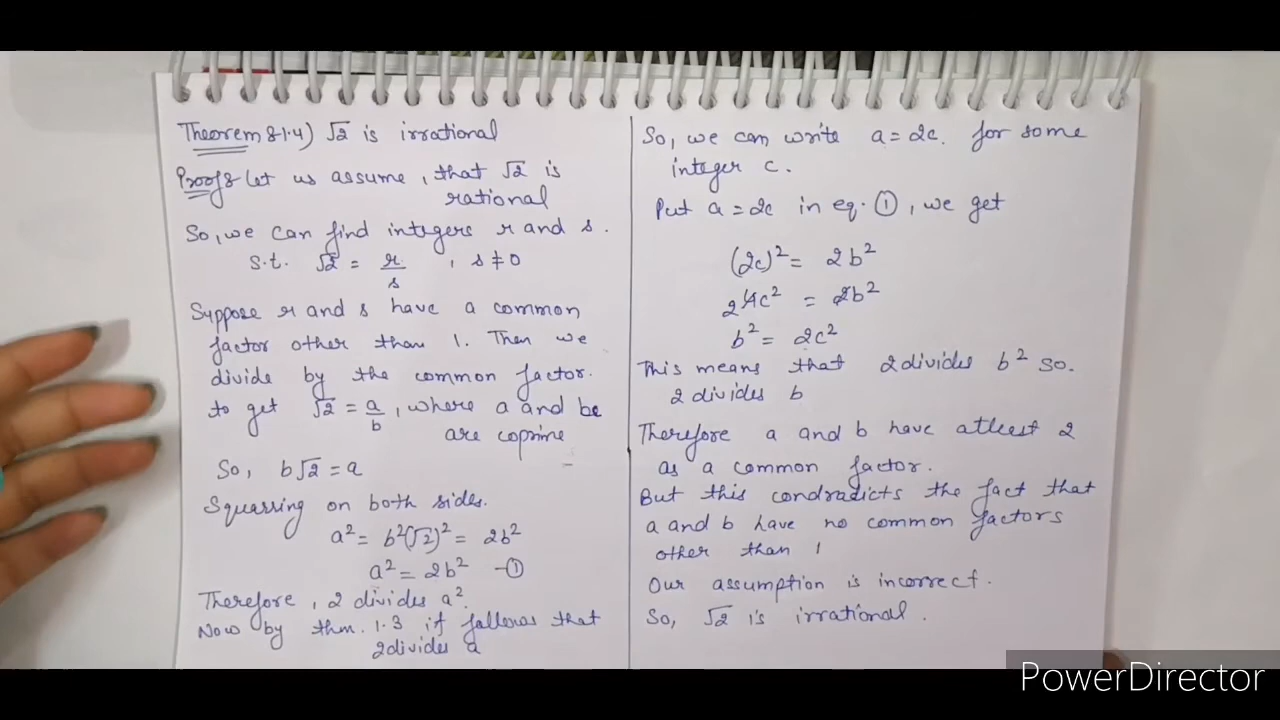 Theorem 1.4) √2 is irrational
Proof: Let us assume, that √2 is
rational
So, we can find integers r and s.
s.t. √2 = r/s , s ≠ 0
Suppose r and s have a common
factor other than 1. Then we
divide by the common factor.
to get √2 = a/b, where a and be
are coprime
So, b√2 = a
Squarring on both sides.
a² = b²(√2)² = 2b²
a² = 2b² -①
Therefore, 2 divides a².
Now by thm. 1.3 it follows that
2 divides a
So, we can write a = 2c. for some
integer c.
Put a = 2c in eq. ①, we get
(2c)² = 2b²
2 4c² = 2b²
b² = 2c²
This means that 2 divides b² so.
2 divides b
Therefore a and b have atleest 2
as a common factor.
But this condradicts the fact that
a and b have no common factors
other than 1
Our assumption is incorrect.
So, √2 is irrational.
PowerDirector